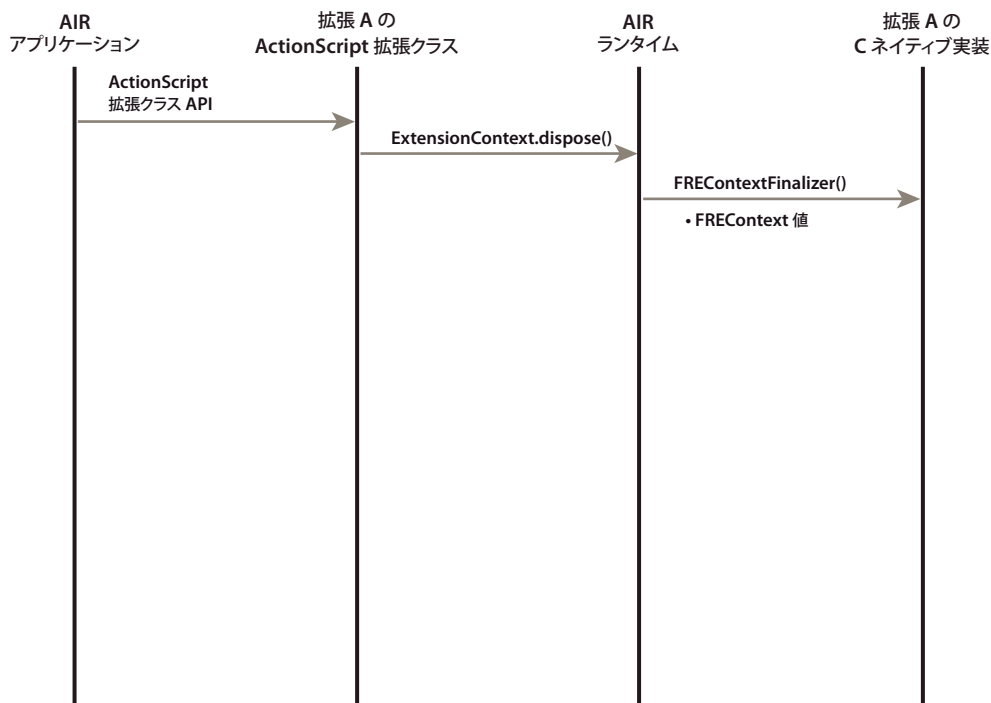 AIR
アプリケーション
拡張 A の
ActionScript 拡張クラス
AIR
ランタイム
拡張 A の
C ネイティブ実装
ActionScript
拡張クラス API
ExtensionContext.dispose()
FREContextFinalizer()
• FREContext 値